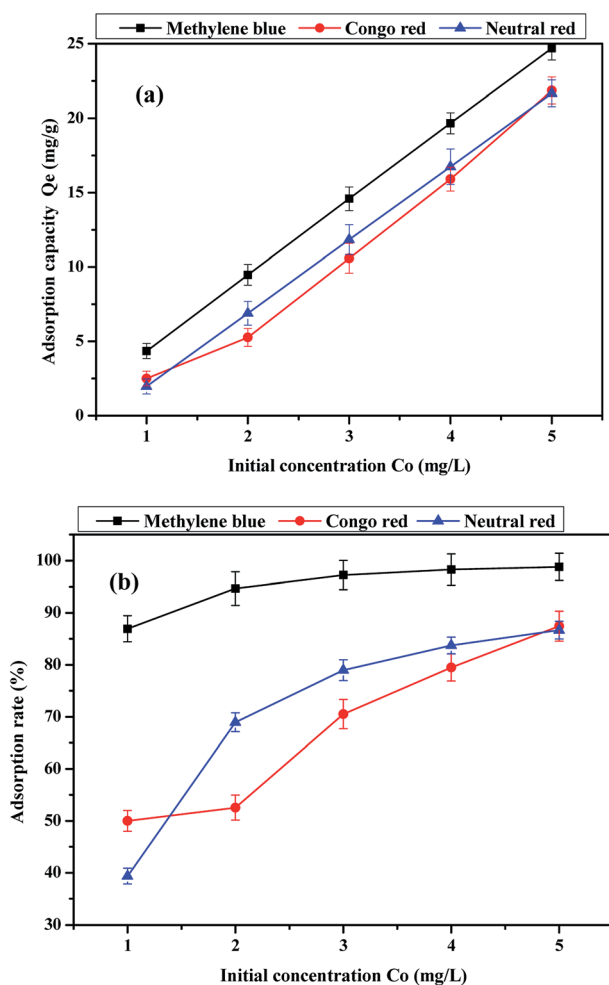 Methylene blue Congo red Neutral red
(a)
Adsorption capacity Qe (mg/g)
25
20
15
10
5
0
1 2 3 4 5
Initial concentration Co (mg/L)
Methylene blue Congo red Neutral red
(b)
Adsorption rate (%)
100
90
80
70
60
50
40
30
1 2 3 4 5
Initial concentration Co (mg/L)